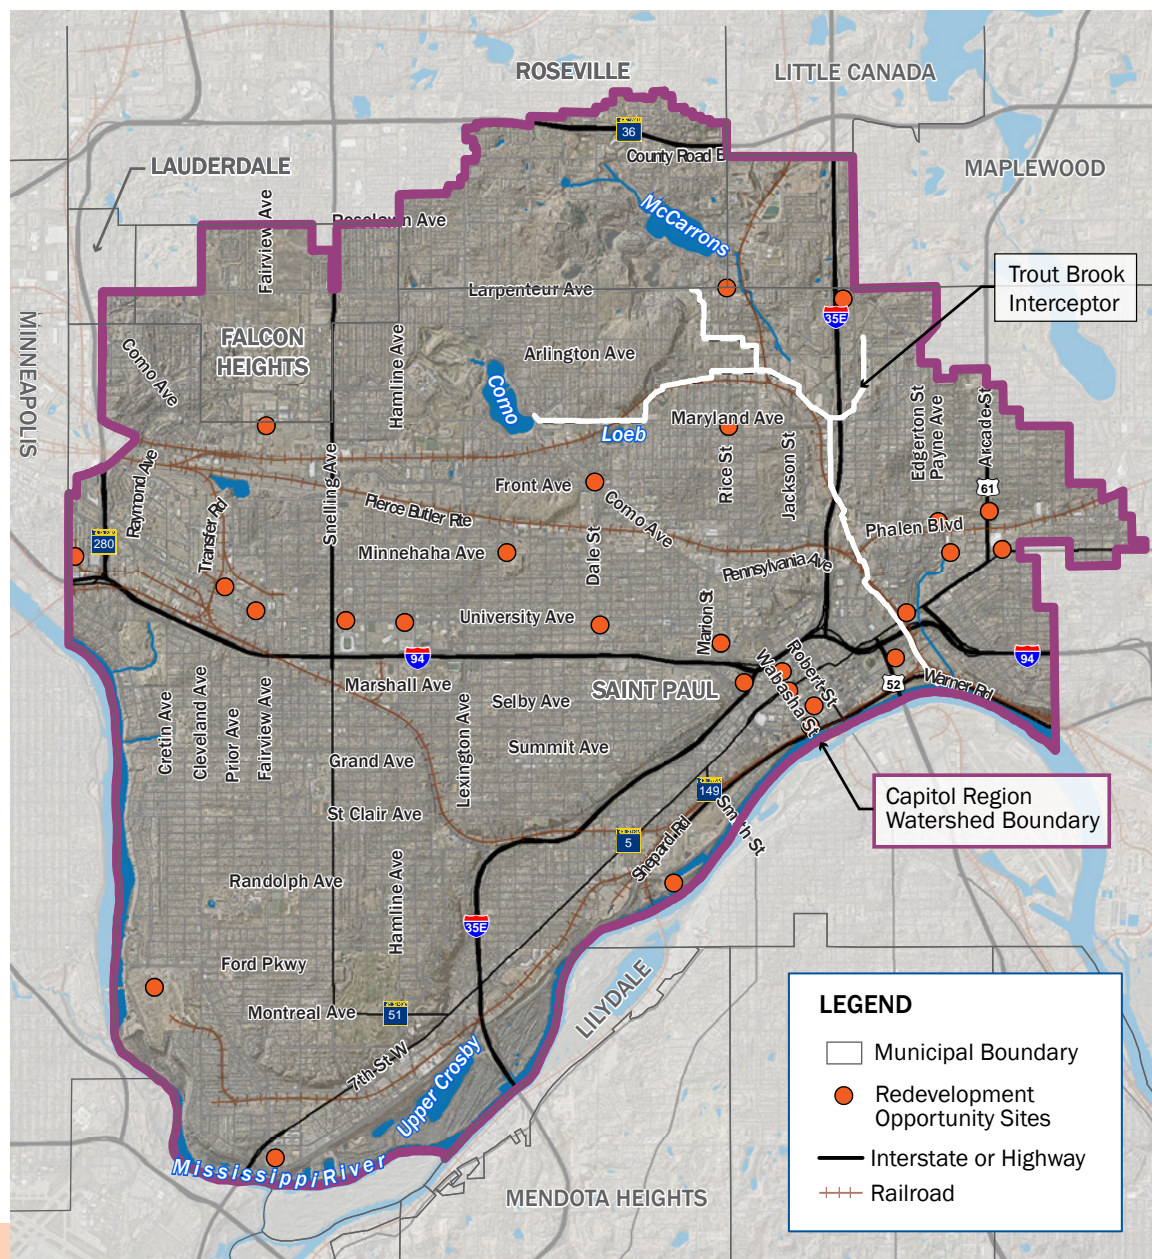 ROSEVILLE
LITTLE CANADA
36
County Road B
LAUDERDALE
MAPLEWOOD
Fairview Ave
Roselawn Ave
McCarrons
Trout Brook
Interceptor
Larpenteur Ave
35E
MINNEAPOLIS
FALCON
HEIGHTS
Como Ave
Hamline Ave
Arlington Ave
Como
Loeb
Maryland Ave
Edgerton St
Payne Ave
Arcade St
Raymond Ave
Snelling Ave
Rice St
Jackson St
61
Front Ave
Pierce Butler Rte
Como Ave
Transfer Rd
Phalen Blvd
280
Minnehaha Ave
Dale St
Pennsylvania Ave
University Ave
Marion St
94
94
Robert St
Wabasha St
Marshall Ave
SAINT PAUL
52
Warner Rd
Cretin Ave
Cleveland Ave
Prior Ave
Fairview Ave
Lexington Ave
Selby Ave
Summit Ave
Grand Ave
149
Smith St
Capitol Region
Watershed Boundary
St Clair Ave
5
Shepard Rd
Randolph Ave
Hamline Ave
35E
Ford Pkwy
LILYDALE
Montreal Ave
51
7th St W
Upper Crosby
Mississippi River
MENDOTA HEIGHTS
LEGEND
Municipal Boundary
Redevelopment
Opportunity Sites
Interstate or Highway
Railroad